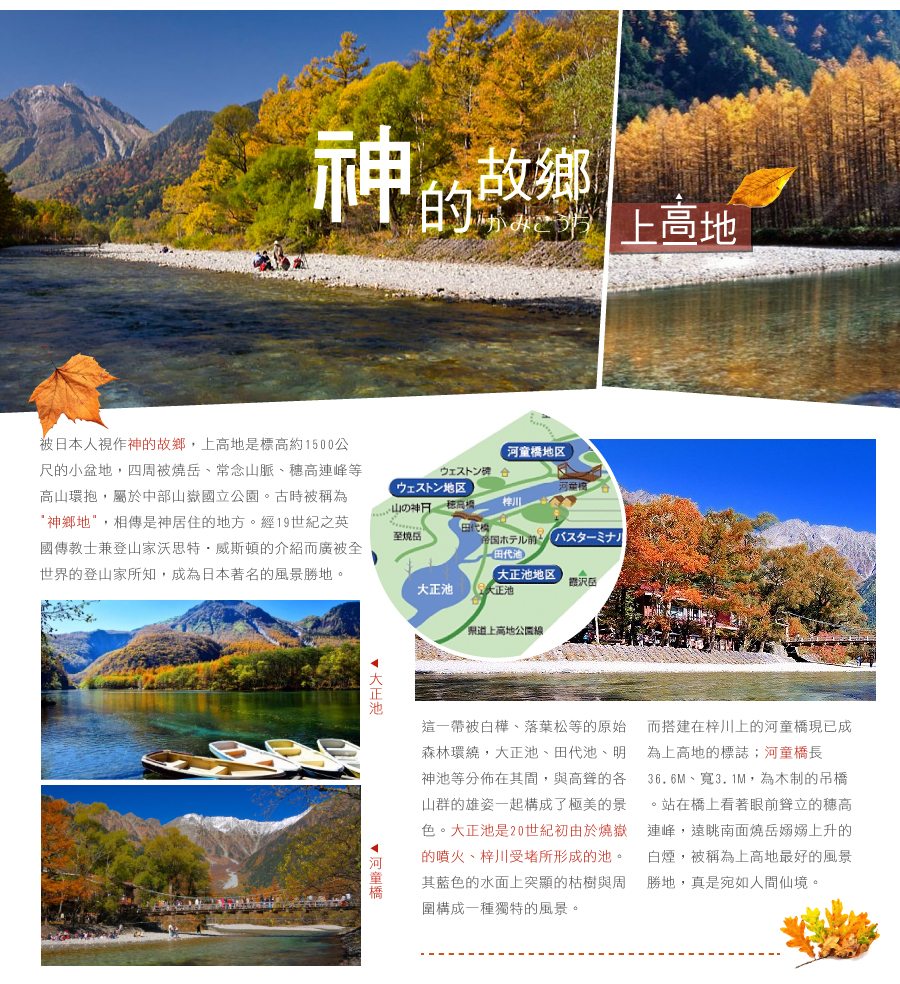 神的故鄉
かみこうち
上高地
被日本人視作神的故鄉，上高地是標高約1500公
尺的小盆地，四周被燒岳、常念山脈、穗高連峰等
高山環抱，屬於中部山嶽國立公園。古時被稱為
"神鄉地"，相傳是神居住的地方。經19世紀之英
國傳教士兼登山家沃思特・威斯頓的介紹而廣被全
世界的登山家所知，成為日本著名的風景勝地。
河童橋地区
ウェストン碑
河童橋
ウェストン地区
穂高橋
梓川
山の神
田代橋
至焼岳
帝国ホテル前
バスターミナル
田代池
大正池地区
霞沢岳
大正池
大正池
県道上高地公園線
◀大正池
◀河童橋
這一帶被白樺、落葉松等的原始
森林環繞，大正池、田代池、明
神池等分佈在其間，與高聳的各
山群的雄姿一起構成了極美的景
色。大正池是20世紀初由於燒嶽
的噴火、梓川受堵所形成的池。
其藍色的水面上突顯的枯樹與周
圍構成一種獨特的風景。
而搭建在梓川上的河童橋現已成
為上高地的標誌；河童橋長
36.6M、寬3.1M，為木制的吊橋
。站在橋上看著眼前聳立的穗高
連峰，遠眺南面燒岳嫋嫋上升的
白煙，被稱為上高地最好的風景
勝地，真是宛如人間仙境。